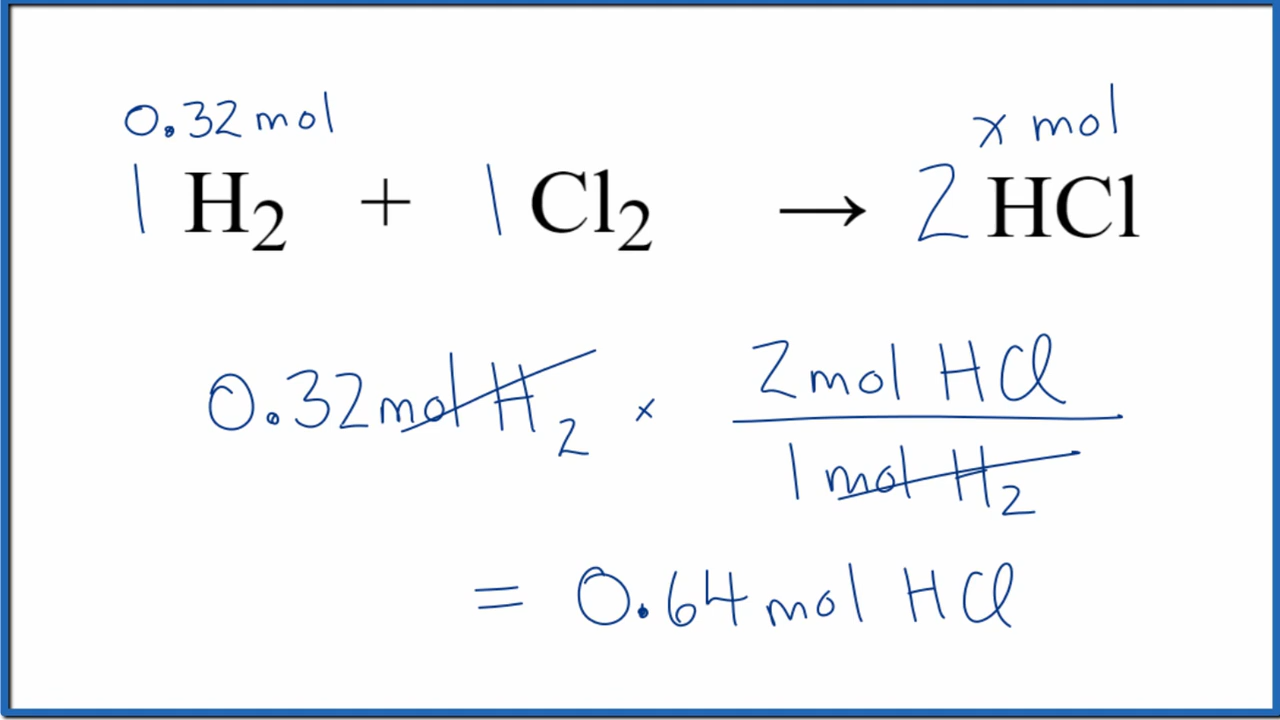 0.32 mol x mol
1 H₂ + 1 Cl₂ → 2 HCl
0.32 mol H₂ × 2 mol HCl / 1 mol H₂
= 0.64 mol HCl